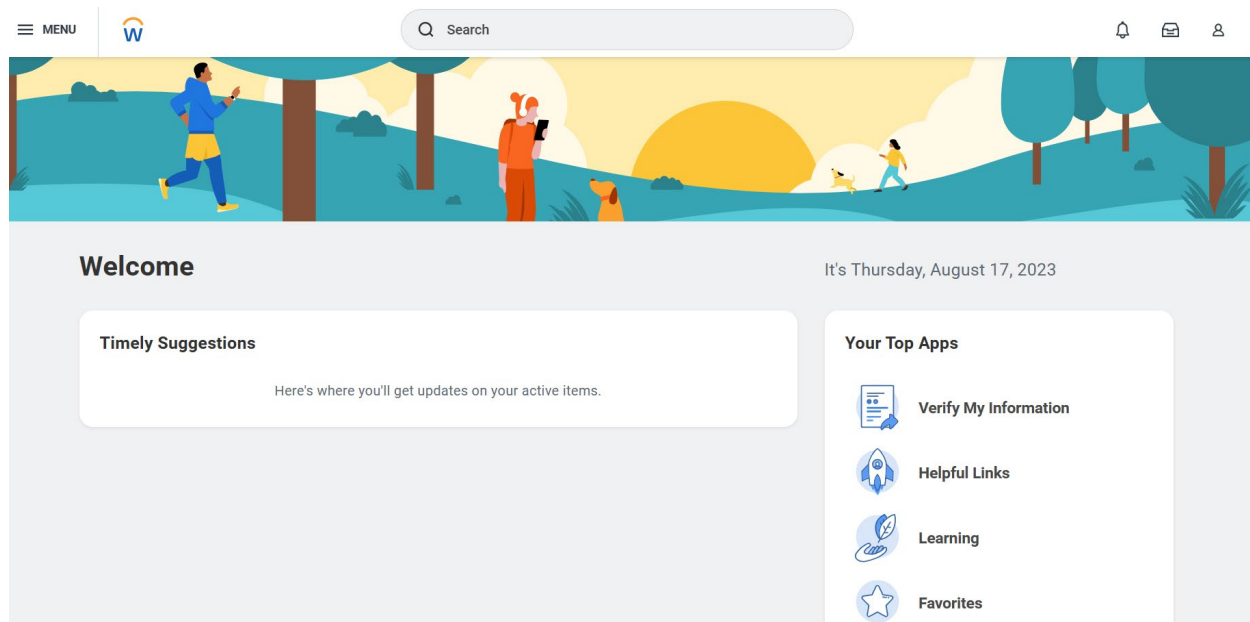 MENU
W
Search
Welcome
It's Thursday, August 17, 2023
Timely Suggestions
Here's where you'll get updates on your active items.
Your Top Apps
Verify My Information
Helpful Links
Learning
Favorites